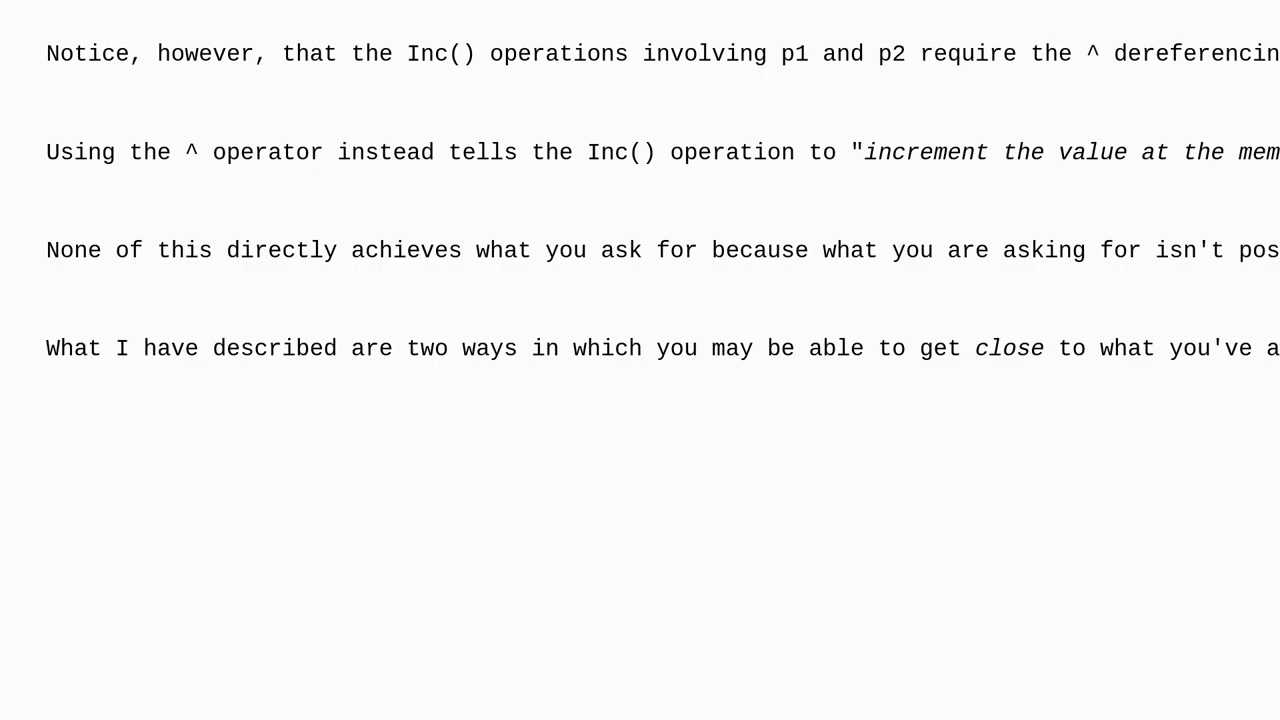 Notice, however, that the Inc() operations involving p1 and p2 require the ^ dereferencin
Using the ^ operator instead tells the Inc() operation to "increment the value at the mem
None of this directly achieves what you ask for because what you are asking for isn't pos
What I have described are two ways in which you may be able to get close to what you've a